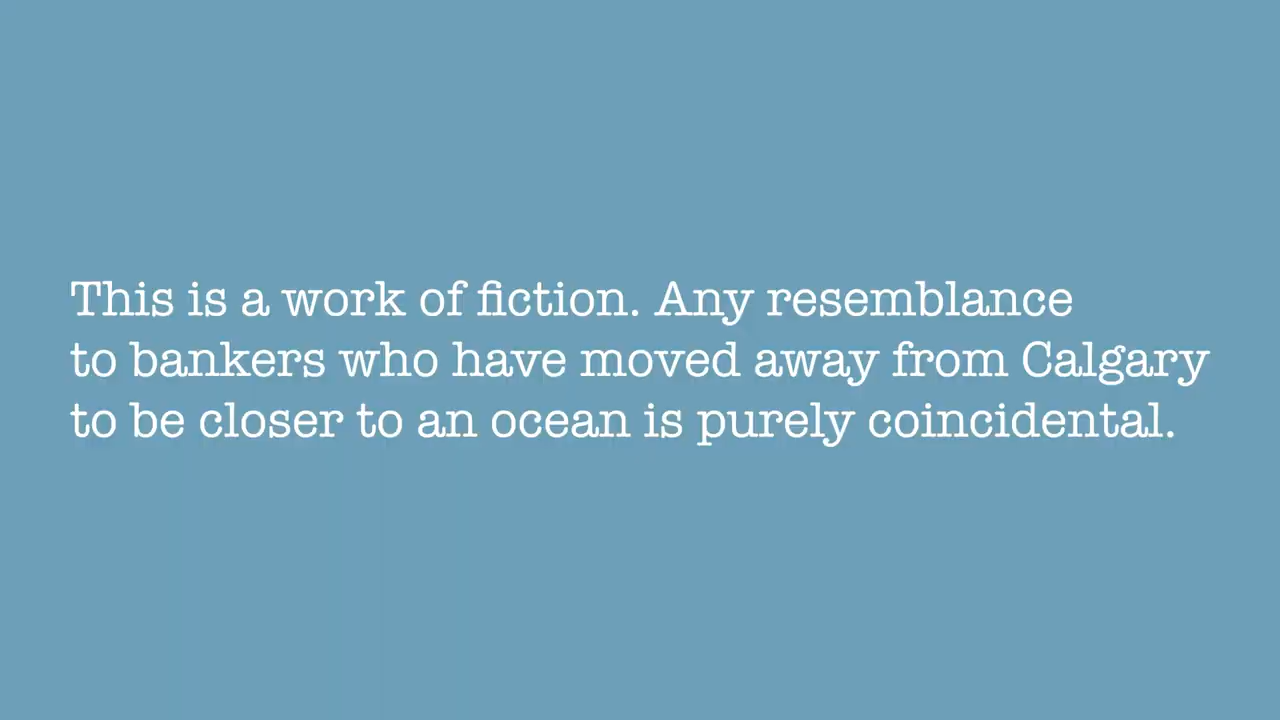 This is a work of fiction. Any resemblance
to bankers who have moved away from Calgary
to be closer to an ocean is purely coincidental.